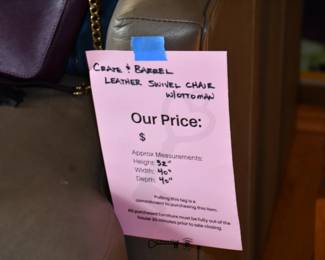 CRATE & BARREL
LEATHER SWIVEL CHAIR
W/OTTOMAN
Our Price:
$
Approx Measurements:
Height: 32"
Width: 40"
Depth: 40"
Pulling this tag is a
commitment to purchasing this item.
All purchased furniture must be fully out of the
house 30 minutes prior to sale closing.